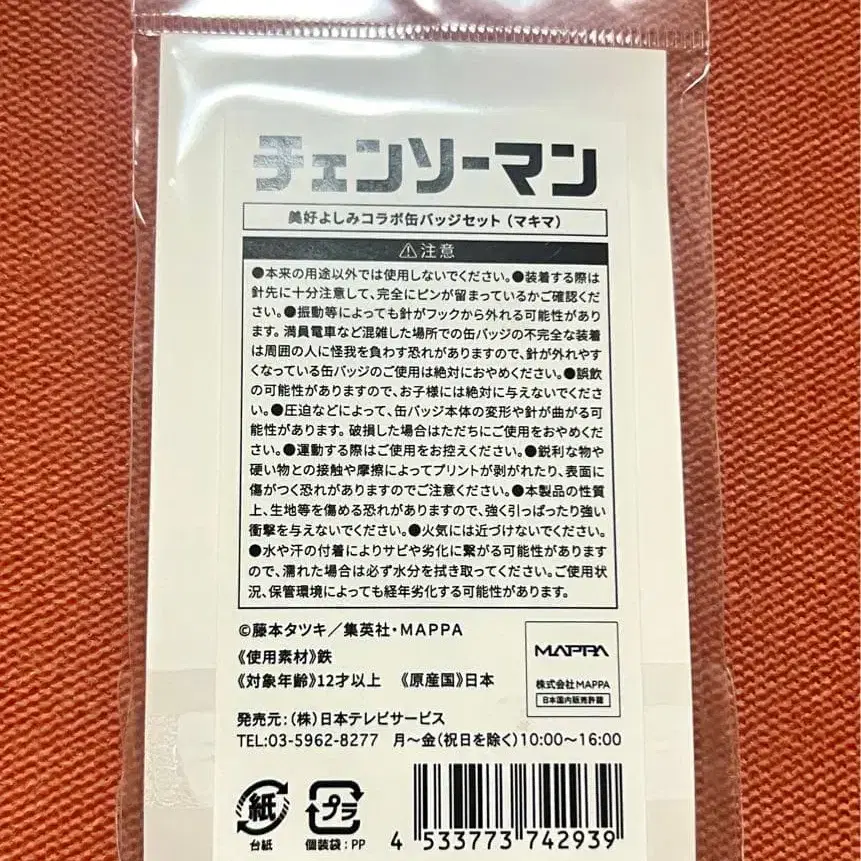 チェンソーマン
美好よしみコラボ缶バッジセット（マキマ）
⚠注意
●本来の用途以外では使用しないでください。●装着する際は
針先に十分注意して、完全にピンが留まっているかご確認くだ
さい。●振動等によっても針がフックから外れる可能性があり
ます。満員電車など混雑した場所での缶バッジの不完全な装着
は周囲の人に怪我を負わす恐れがありますので、針が外れやす
くなっている缶バッジのご使用は絶対におやめください。●誤飲
の可能性がありますので、お子様には絶対に与えないでくださ
い。●圧迫などによって、缶バッジ本体の変形や針が曲がる可
能性があります。破損した場合はただちにご使用をおやめくだ
さい。●運動する際はご使用をお控えください。●鋭利な物や
硬い物との接触や摩擦によってプリントが剥がれたり、表面に
傷がつく恐れがありますのでご注意ください。●本製品の性質
上、生地等を傷める恐れがありますので、強く引っぱったり強い
衝撃を与えないでください。●火気には近づけないでください。
●水や汗の付着によりサビや劣化に繋がる可能性があります
ので、濡れた場合は必ず水分を拭き取ってください。ご使用状
況、保管環境によっても経年劣化する可能性があります。
©藤本タツキ／集英社・MAPPA
《使用素材》鉄
《対象年齢》12才以上 《原産国》日本
MAPPA
株式会社MAPPA
日本国内販売許諾
発売元：（株）日本テレビサービス
TEL:03-5962-8277 月～金（祝日を除く）10:00～16:00
紙
台紙
プラ
個装袋：PP
4 533773 742939